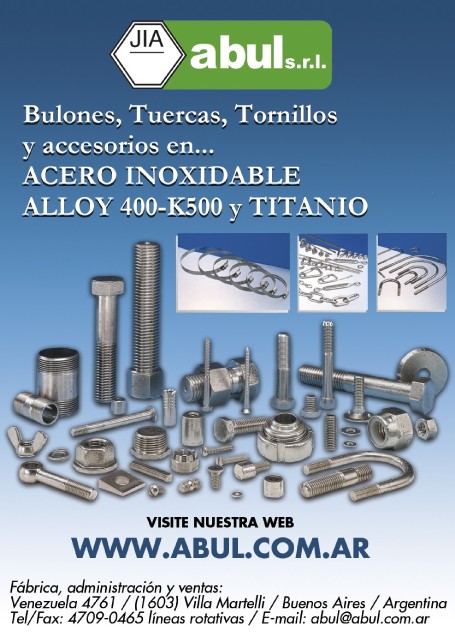 JIA
abul s.r.l.
Bulones, Tuercas, Tornillos
y accesorios en...
ACERO INOXIDABLE
ALLOY 400-K500 y TITANIO
VISITE NUESTRA WEB
WWW.ABUL.COM.AR
Fábrica, administración y ventas:
Venezuela 4761 / (1603) Villa Martelli / Buenos Aires / Argentina
Tel/Fax: 4709-0465 líneas rotativas / E-mail: abul@abul.com.ar